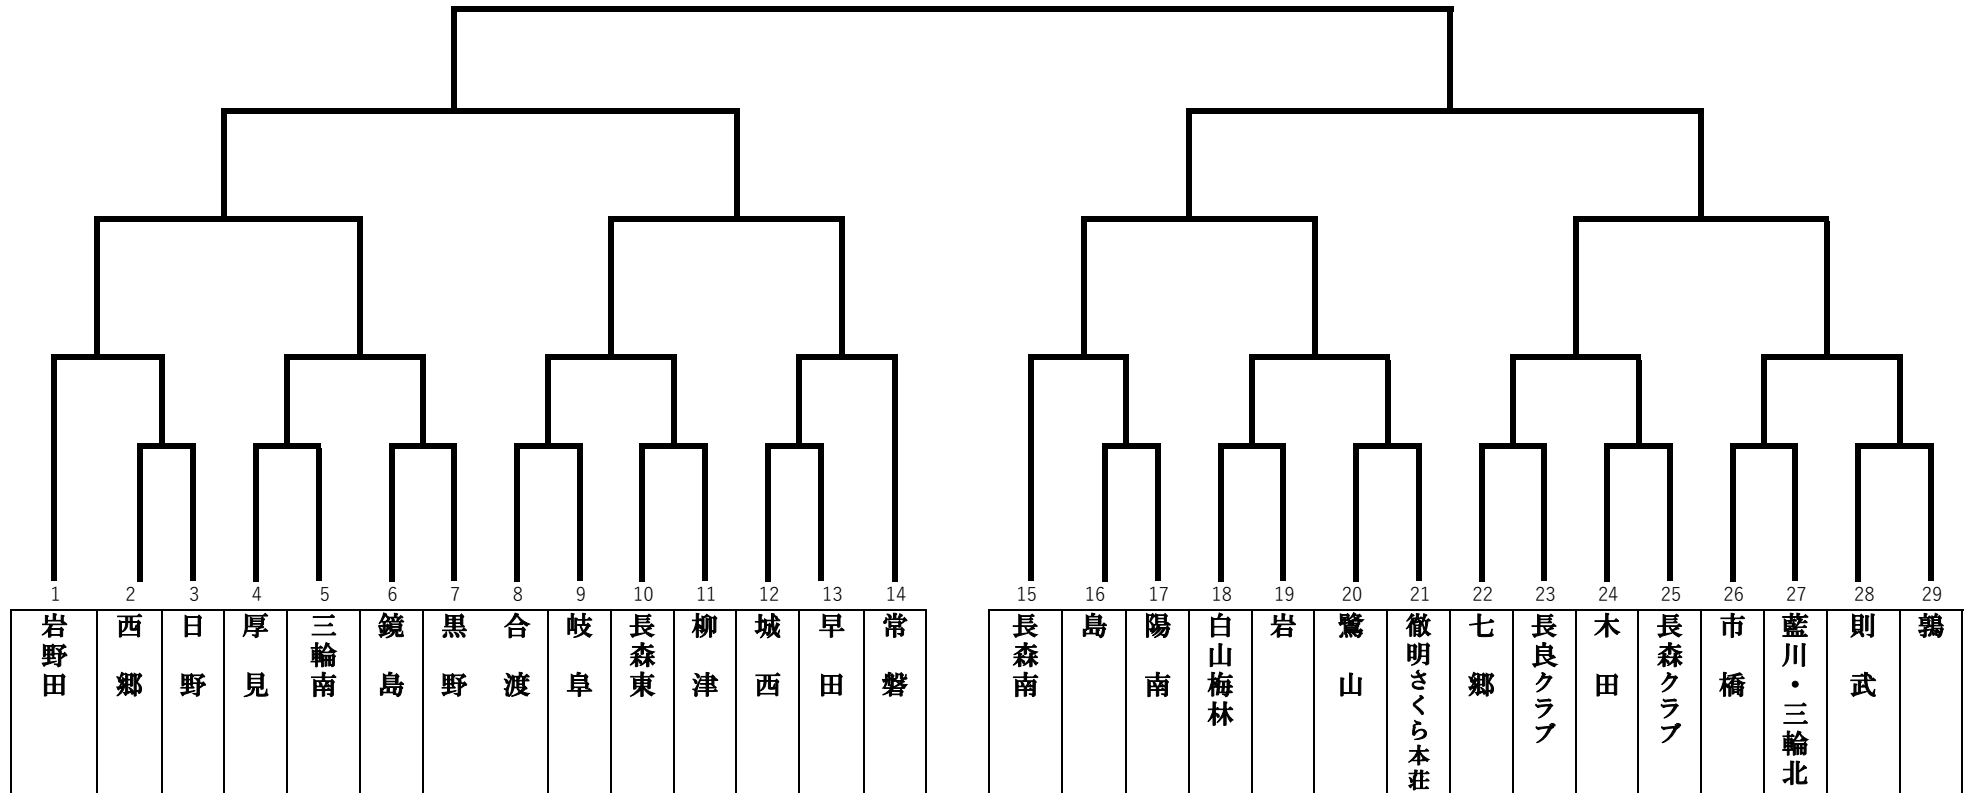 1 2 3 4 5 6 7 8 9 10 11 12 13 14 15 16 17 18 19 20 21 22 23 24 25 26 27 28 29
岩野田
西郷
日野
厚見
三輪南
鏡島
黒野
合渡
岐阜
長森東
柳津
城西
早田
常磐
長森南
島
陽南
白山梅林
岩
鷺山
徹明さくら本荘
七郷
長良クラブ
木田
長森クラブ
市橋
藍川・三輪北
則武
鶉